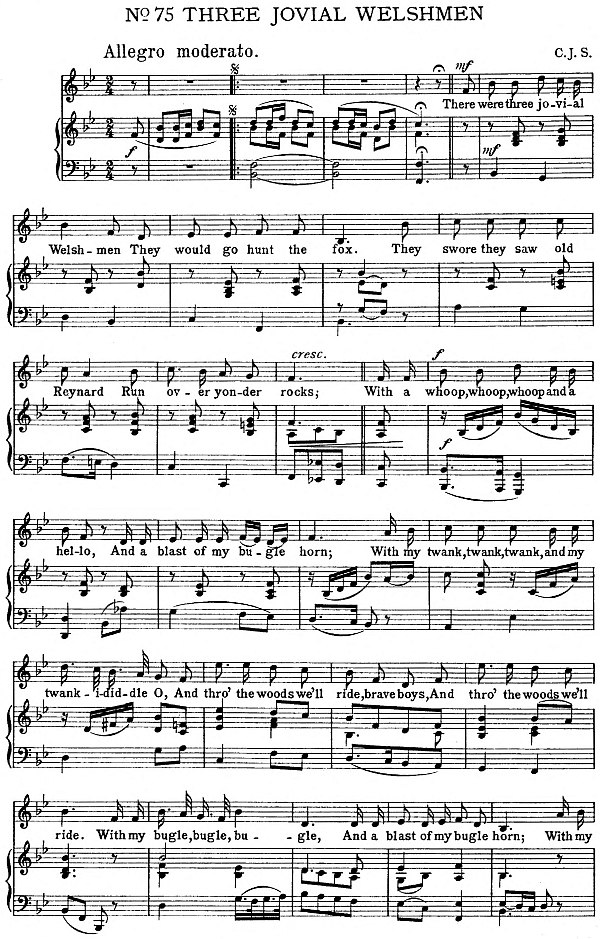 Nº 75 THREE JOVIAL WELSHMEN
Allegro moderato. C. J. S.
mf
There were three jo-vi-al
f mf
Welsh-men They would go hunt the fox. They swore they saw old
cresc. f
Reynard Run ov-er yon-der rocks; With a whoop, whoop, whoop and a
f
hel-lo, And a blast of my bu-gle horn; With my twank, twank, twank, and my
twank-i-did-dle O, And thro' the woods we'll ride, brave boys, And thro' the woods we'll
ride. With my bugle, bugle, bu-gle, And a blast of my bugle horn; With my